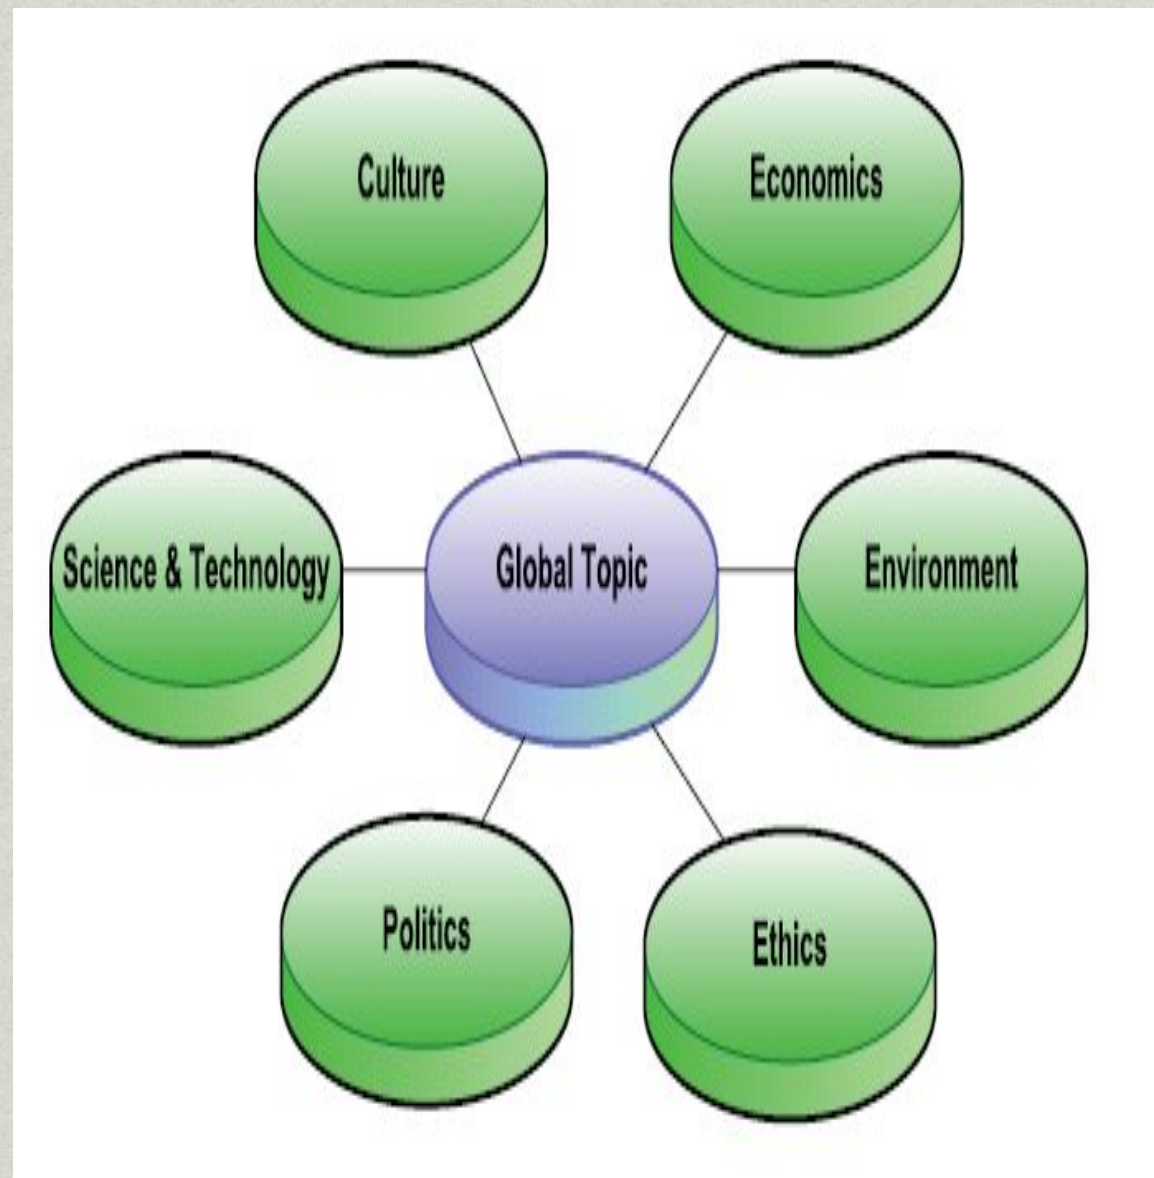 Culture
Economics
Science & Technology
Global Topic
Environment
Politics
Ethics